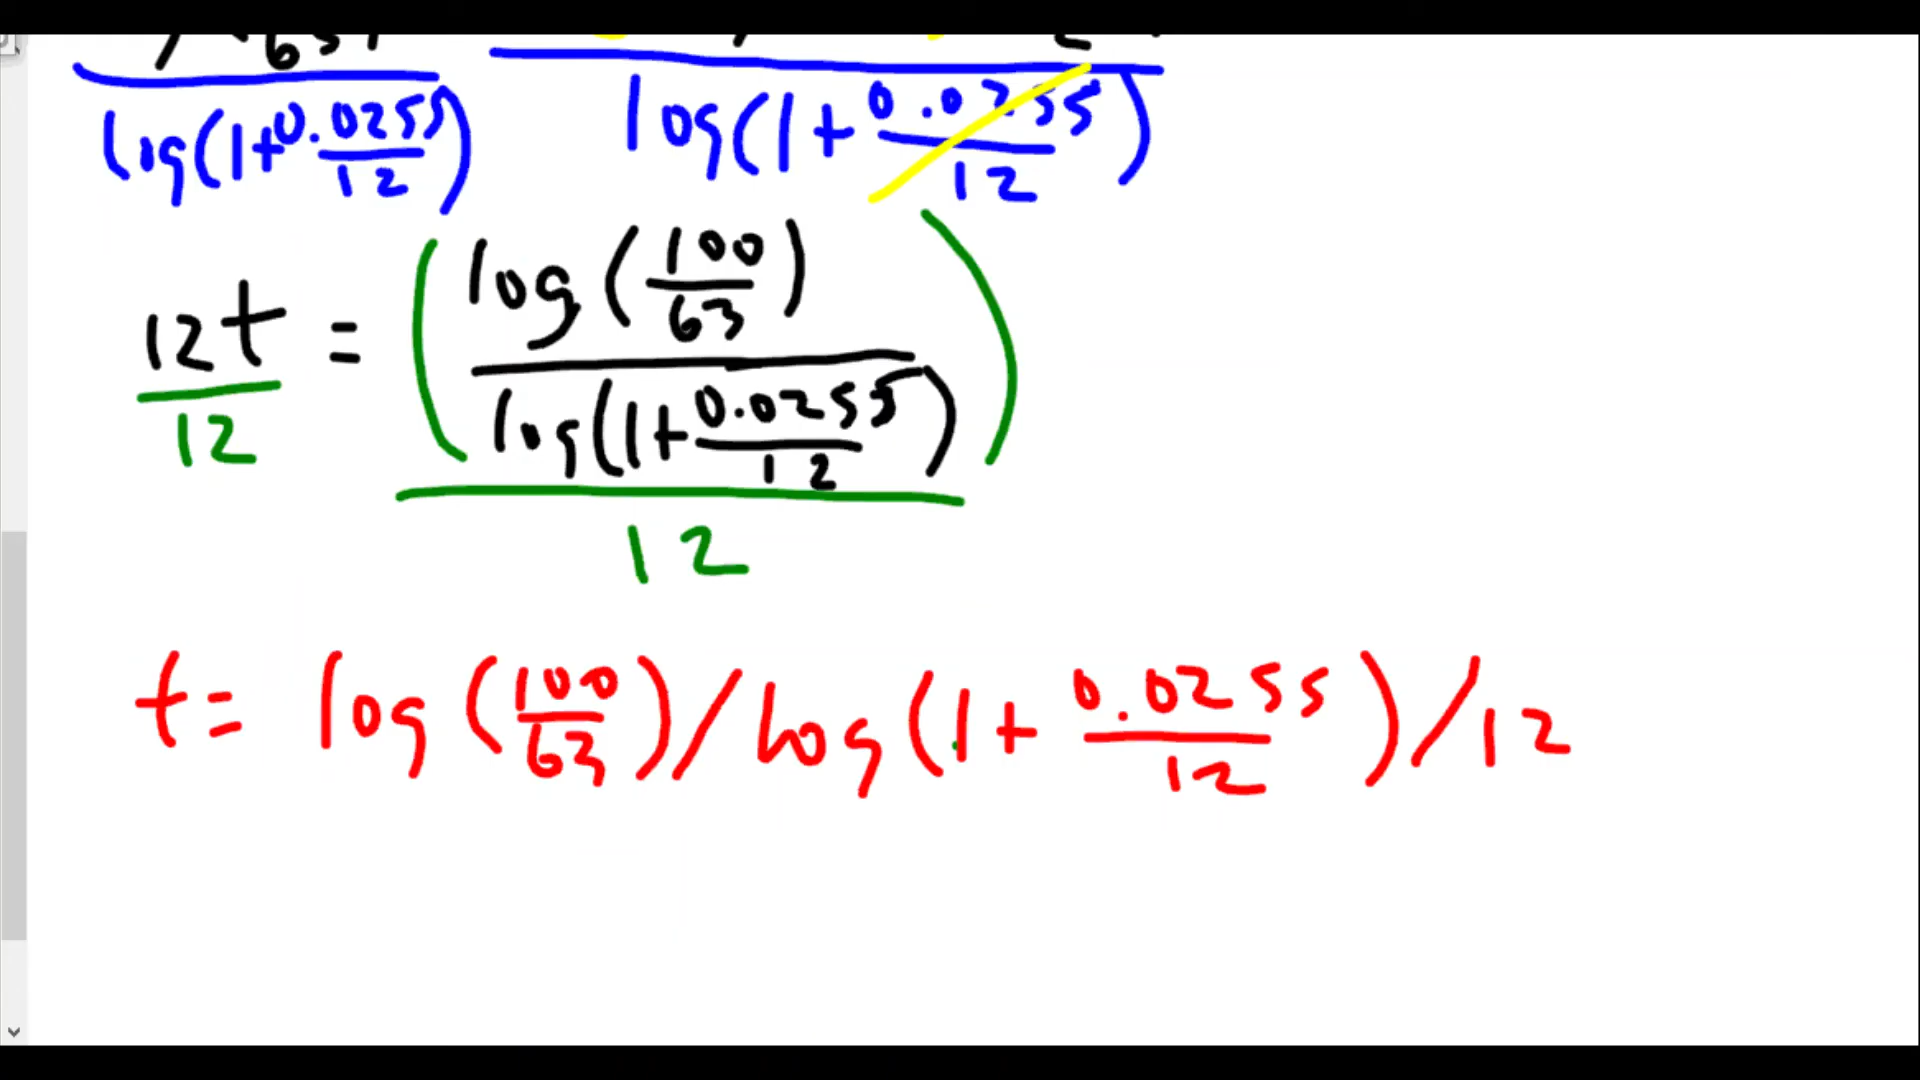 log(1+0.0255/12) log(1+0.0255/12)
12t/12 = (log(100/63)/log(1+0.0255/12))/12
t= log(100/63)/log(1+0.0255/12)/12